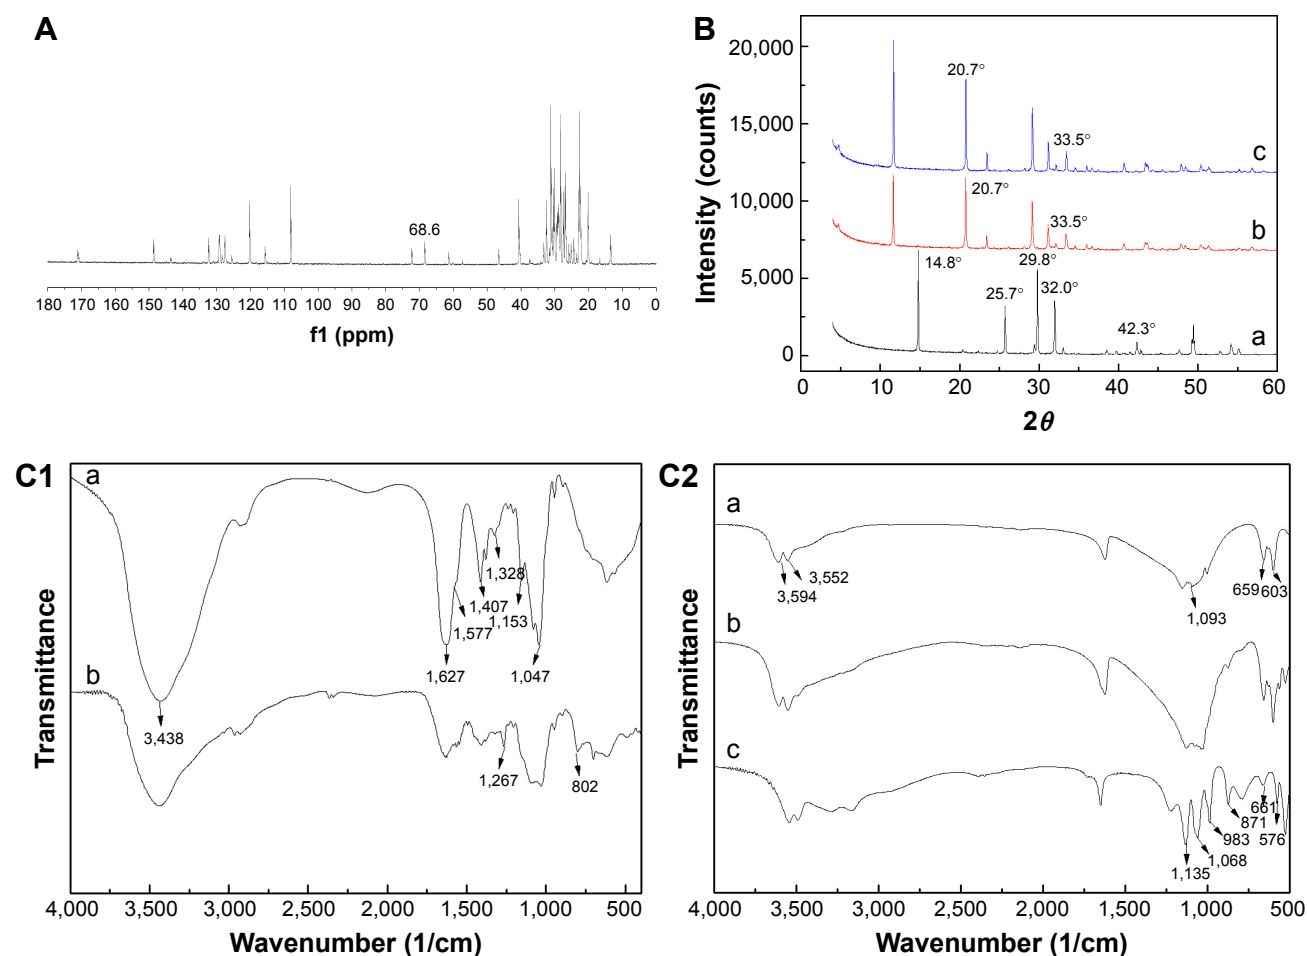 A
68.6
180 170 160 150 140 130 120 110 100 90 80 70 60 50 40 30 20 10 0
f1 (ppm)
B
Intensity (counts)
20,000
15,000
10,000
5,000
0
20.7°
33.5°
c
20.7°
33.5°
b
14.8°
29.8°
25.7°
32.0°
42.3°
a
0 10 20 30 40 50 60
2θ
C1
Transmittance
a
1,328
1,407
1,153
1,577
1,627
1,047
3,438
b
1,267
802
4,000 3,500 3,000 2,500 2,000 1,500 1,000 500
Wavenumber (1/cm)
C2
Transmittance
a
3,552
3,594
659
603
1,093
b
c
661
871
983
576
1,068
1,135
4,000 3,500 3,000 2,500 2,000 1,500 1,000 500
Wavenumber (1/cm)